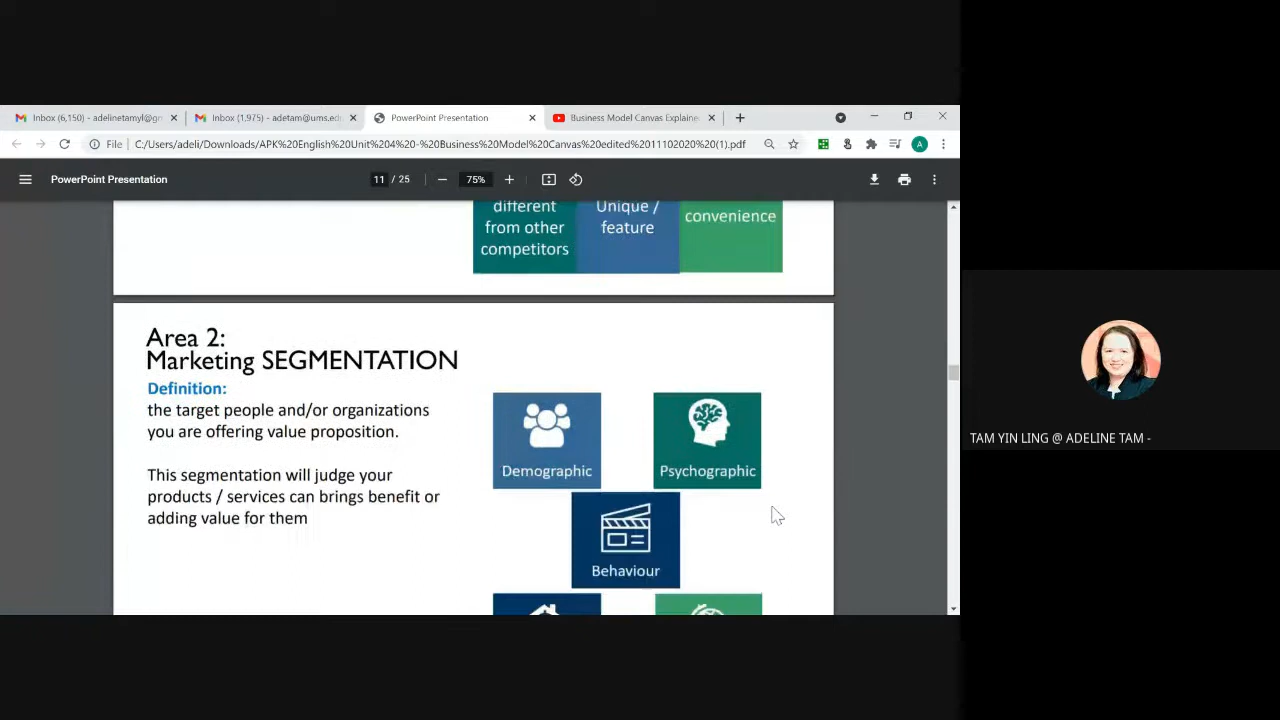 Inbox (6,150) - adelinetamyl@gm
Inbox (1,975) - adetam@ums.edu
PowerPoint Presentation
Business Model Canvas Explaine
File
C:/Users/adeli/Downloads/APK%20English%20Unit%204%20-%20Business%20Model%20Canvas%20edited%2011102020%20(1).pdf
A
PowerPoint Presentation
11 / 25
75%
different
from other
competitors
Unique /
feature
convenience
Area 2:
Marketing SEGMENTATION
Definition:
the target people and/or organizations
you are offering value proposition.
This segmentation will judge your
products / services can brings benefit or
adding value for them
Demographic
Psychographic
Behaviour
TAM YIN LING @ ADELINE TAM -